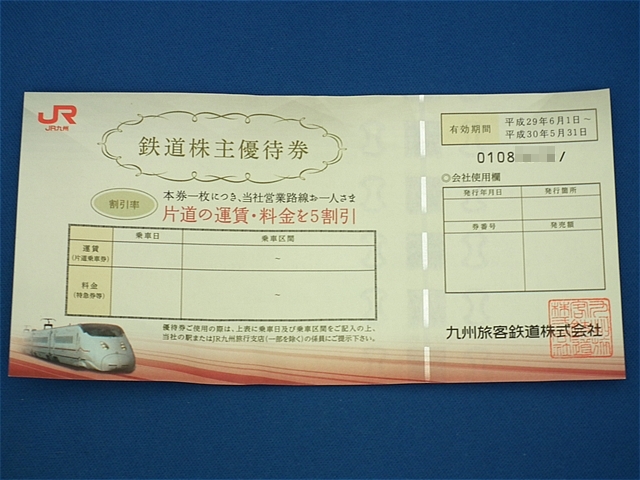 JR
JR九州
鉄道株主優待券
割引率
本券一枚につき、当社営業路線お一人さま
片道の運賃・料金を5割引
乗車日
乗車区間
運賃
(片道乗車券)
~
料金
(特急券等)
~
優待券ご使用の際は、上表に乗車日及び乗車区間をご記入の上、
当社の駅またはJR九州旅行支店(一部を除く)の係員にご提示下さい。
有効期間
平成29年6月1日~
平成30年5月31日
0108 /
◎会社使用欄
発行年月日
発行箇所
券番号
発売額
九州旅客鉄道株式会社